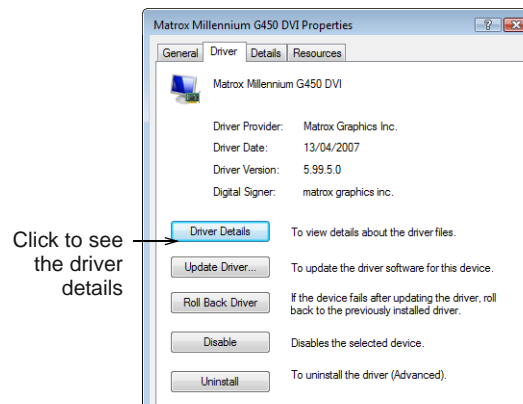 Matrox Millennium G450 DVI Properties
General Driver Details Resources
Matrox Millennium G450 DVI
Driver Provider: Matrox Graphics Inc.
Driver Date: 13/04/2007
Driver Version: 5.99.5.0
Digital Signer: matrox graphics inc.
Click to see
the driver
details
Driver Details To view details about the driver files.
Update Driver... To update the driver software for this device.
Roll Back Driver If the device fails after updating the driver, roll
back to the previously installed driver.
Disable Disables the selected device.
Uninstall To uninstall the driver (Advanced).